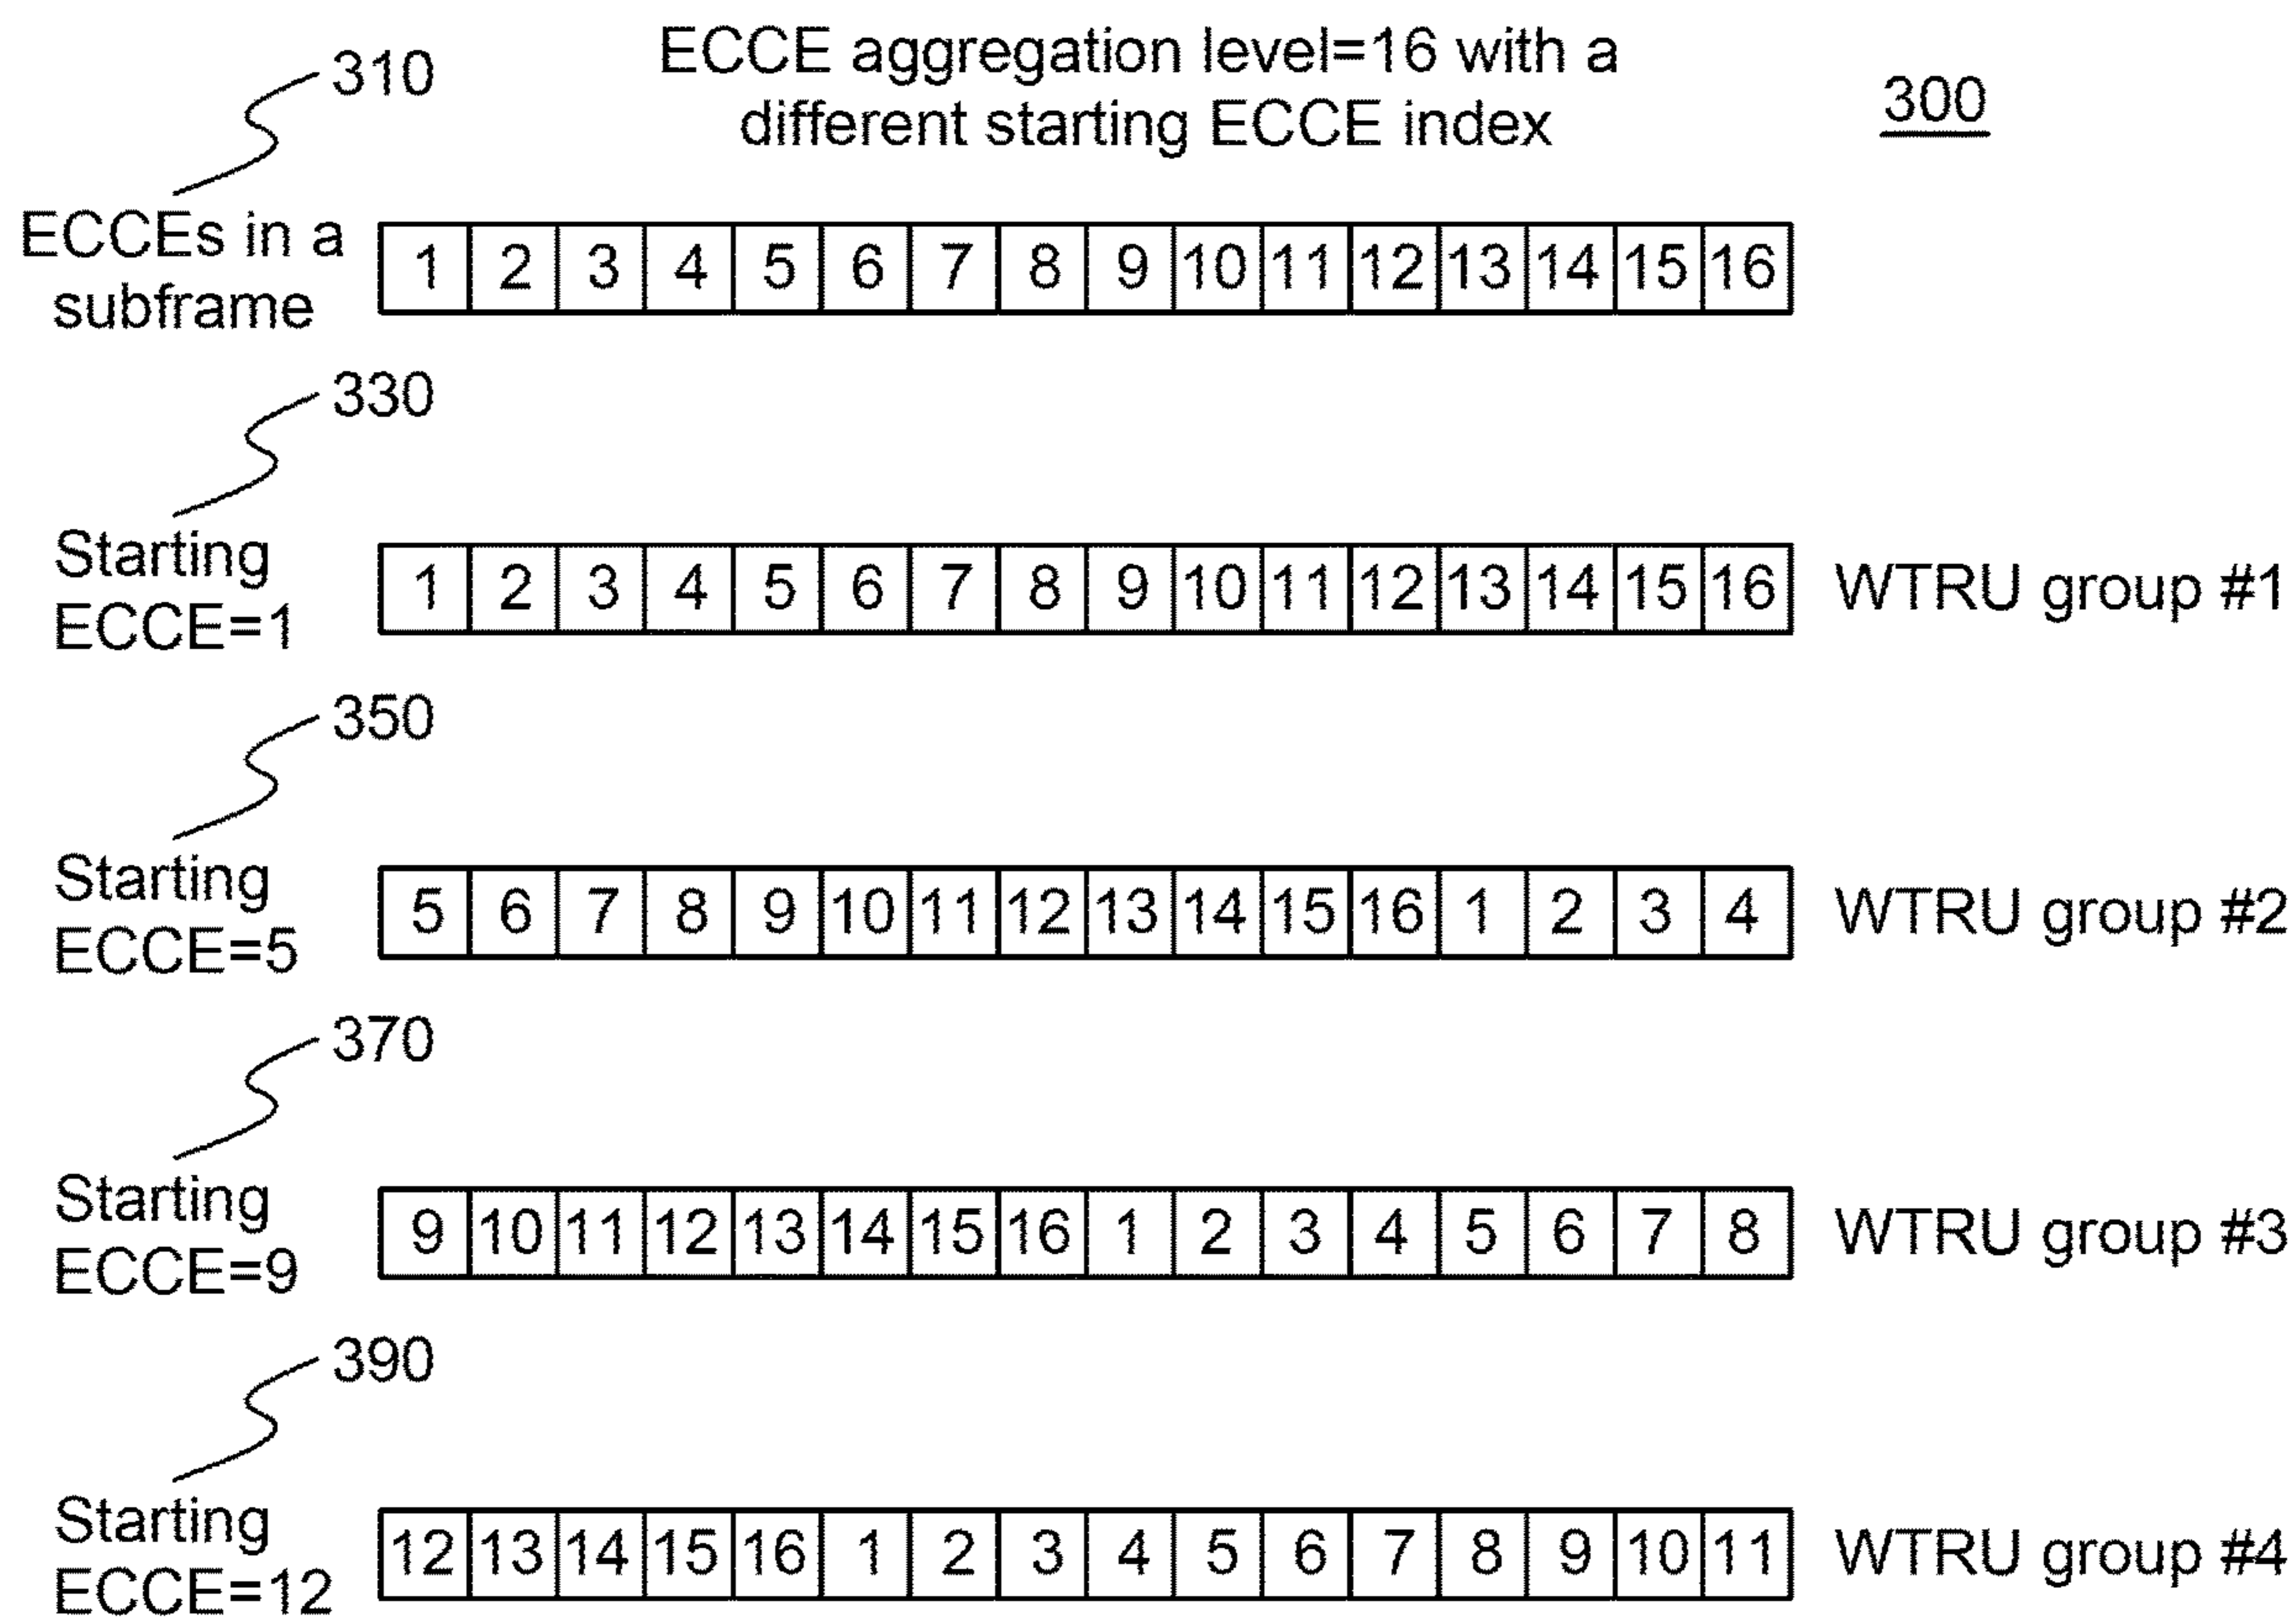 310
ECCE aggregation level=16 with a
different starting ECCE index
300
ECCEs in a
subframe
1 2 3 4 5 6 7 8 9 10 11 12 13 14 15 16
330
Starting
ECCE=1
1 2 3 4 5 6 7 8 9 10 11 12 13 14 15 16
WTRU group #1
350
Starting
ECCE=5
5 6 7 8 9 10 11 12 13 14 15 16 1 2 3 4
WTRU group #2
370
Starting
ECCE=9
9 10 11 12 13 14 15 16 1 2 3 4 5 6 7 8
WTRU group #3
390
Starting
ECCE=12
12 13 14 15 16 1 2 3 4 5 6 7 8 9 10 11
WTRU group #4